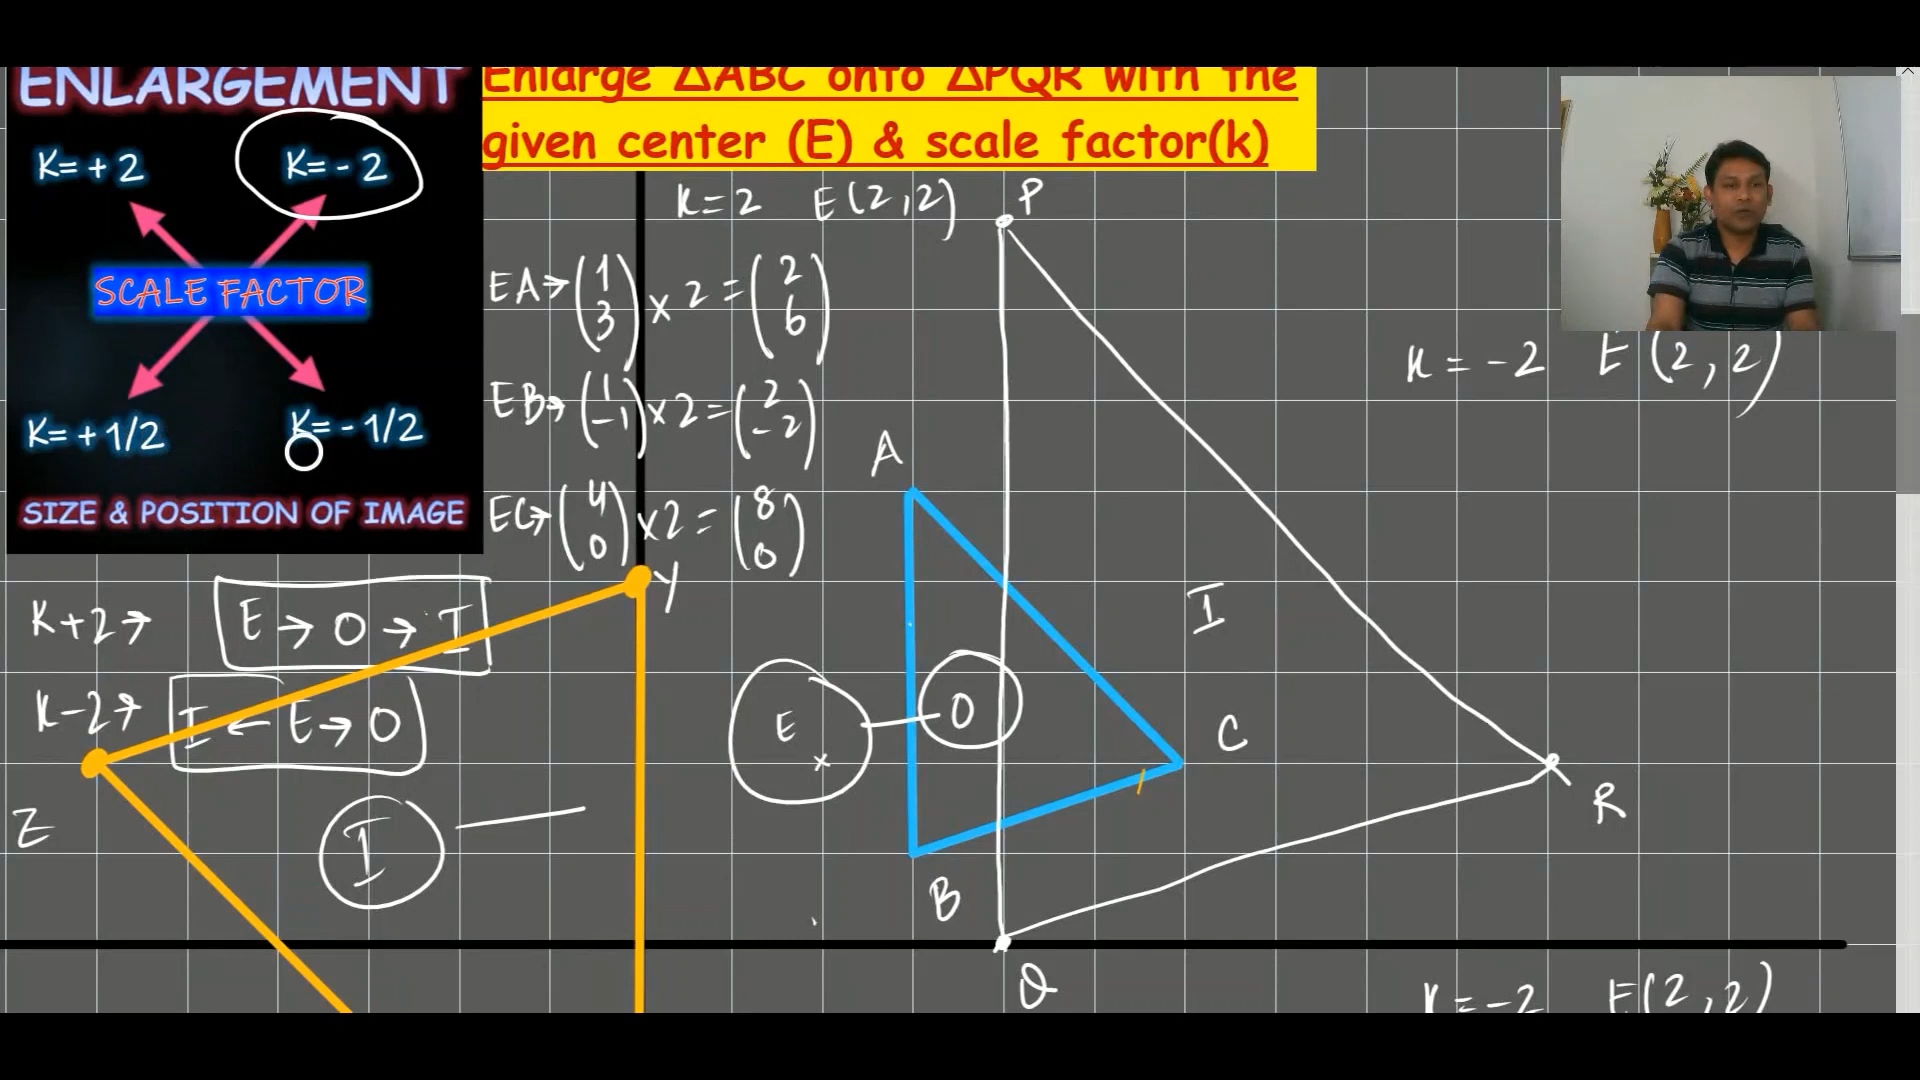 ENLARGEMENT
K= + 2
K= - 2
SCALE FACTOR
K= + 1/2
K= - 1/2
SIZE & POSITION OF IMAGE
Enlarge ΔABC onto ΔPQR with the
given center (E) & scale factor(k)
K=2 E(2,2)
P
EA→(1 3)×2=(2 6)
EB→(1 -1)×2=(2 -2)
EC→(4 0)×2=(8 0)
K=-2 E(2,2)
A
Y
K+2→ E→O→I
K-2→ I←E→O
I
E
×
O
C
Z
I
R
B
Q
K=-2 E(2,2)